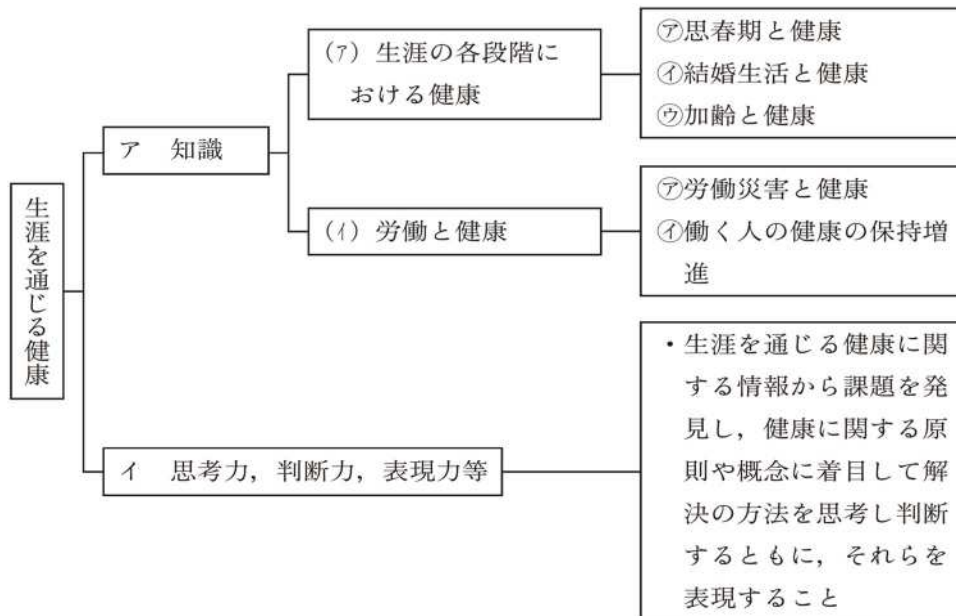 生涯を通じる健康
ア 知識
(ア) 生涯の各段階に
おける健康
㋐思春期と健康
㋑結婚生活と健康
㋒加齢と健康
(イ) 労働と健康
㋐労働災害と健康
㋑働く人の健康の保持増
進
イ 思考力，判断力，表現力等
・生涯を通じる健康に関
する情報から課題を発
見し，健康に関する原
則や概念に着目して解
決の方法を思考し判断
するともに，それらを
表現すること